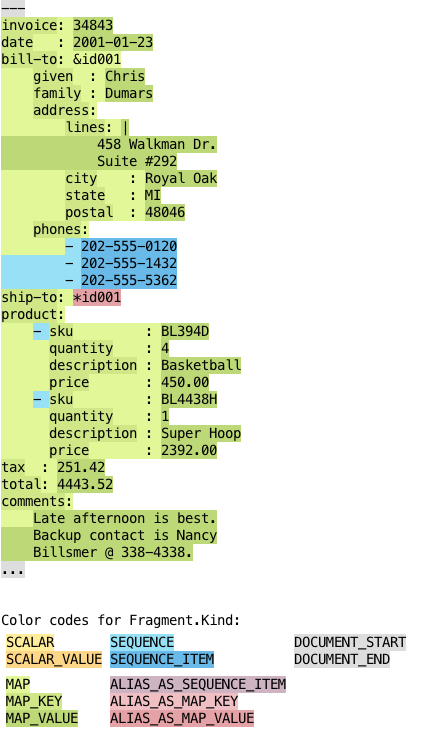 ---
invoice: 34843
date   : 2001-01-23
bill-to: &id001
    given  : Chris
    family : Dumars
    address:
        lines: |
            458 Walkman Dr.
            Suite #292
        city    : Royal Oak
        state   : MI
        postal  : 48046
    phones:
        - 202-555-0120
        - 202-555-1432
        - 202-555-5362
ship-to: *id001
product:
    - sku         : BL394D
      quantity    : 4
      description : Basketball
      price       : 450.00
    - sku         : BL4438H
      quantity    : 1
      description : Super Hoop
      price       : 2392.00
tax  : 251.42
total: 4443.52
comments:
    Late afternoon is best.
    Backup contact is Nancy
    Billsmer @ 338-4338.
...
Color codes for Fragment.Kind:
SCALAR SEQUENCE DOCUMENT_START
SCALAR_VALUE SEQUENCE_ITEM DOCUMENT_END
MAP ALIAS_AS_SEQUENCE_ITEM
MAP_KEY ALIAS_AS_MAP_KEY
MAP_VALUE ALIAS_AS_MAP_VALUE